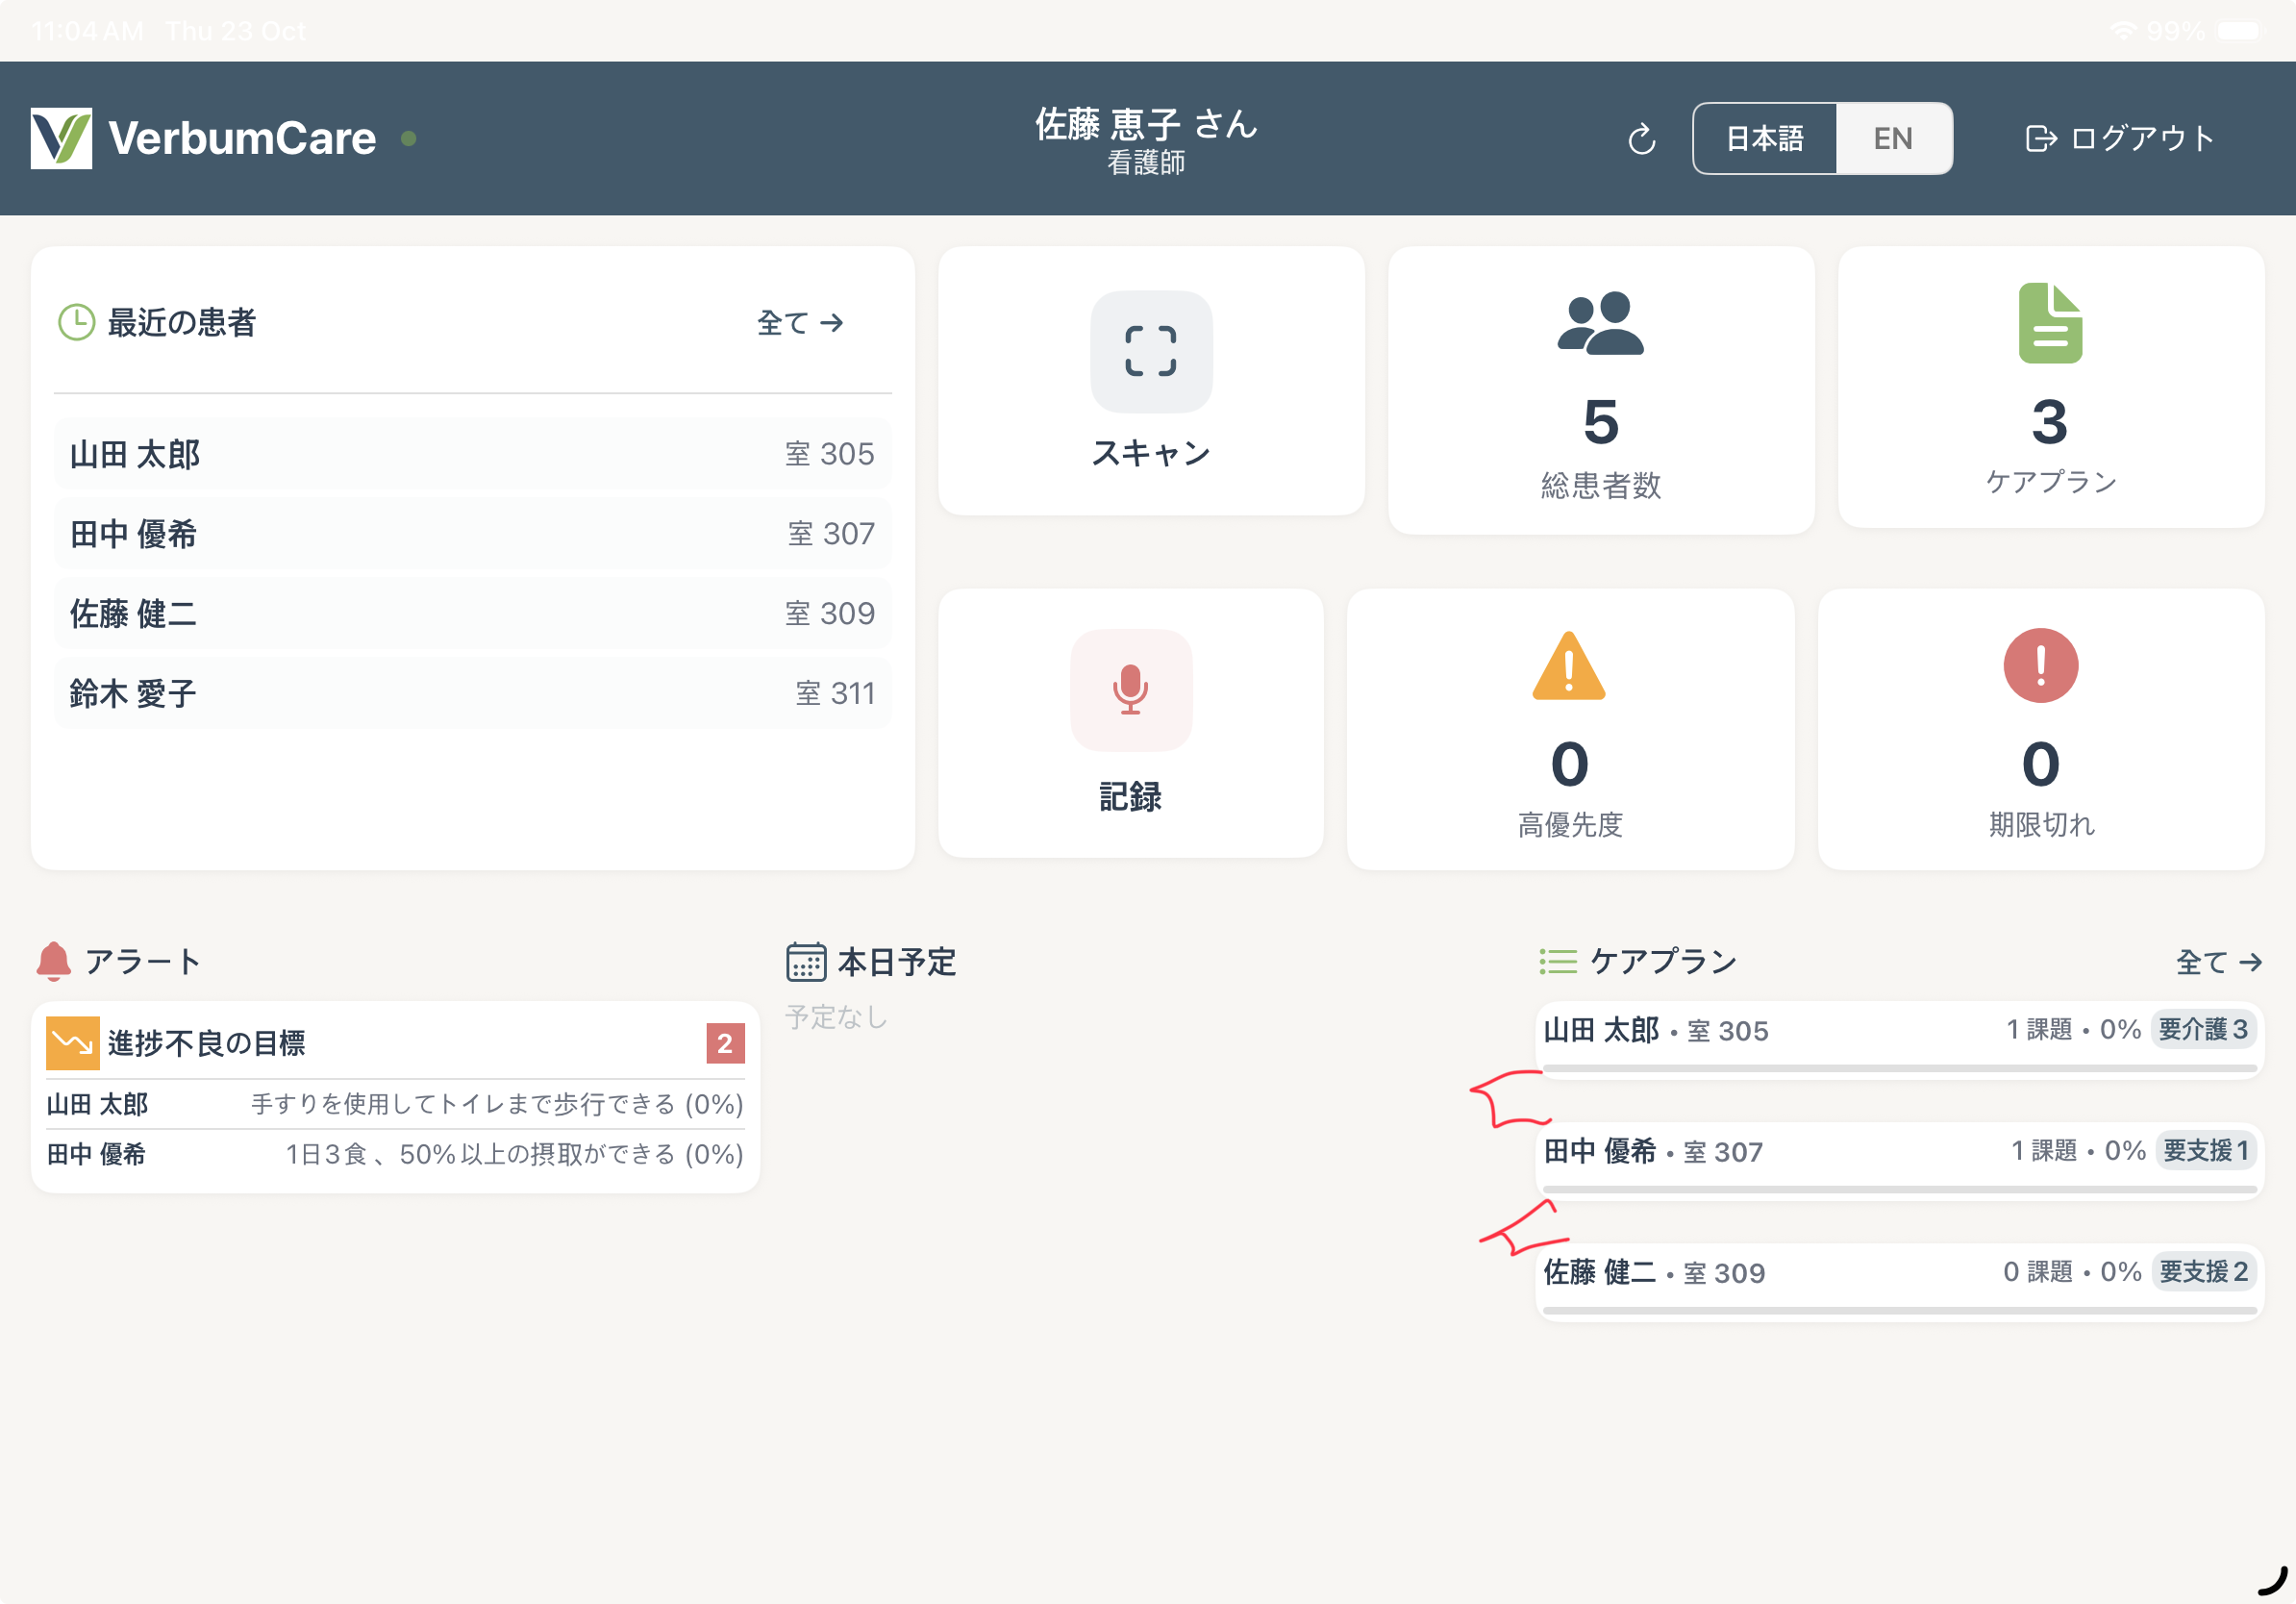 11:04 AM Thu 23 Oct
99%
VerbumCare
佐藤 恵子 さん
看護師
日本語 EN
ログアウト
最近の患者
全て →
山田 太郎 室 305
田中 優希 室 307
佐藤 健二 室 309
鈴木 愛子 室 311
スキャン
5
総患者数
3
ケアプラン
記録
0
高優先度
0
期限切れ
アラート
進捗不良の目標 2
山田 太郎 手すりを使用してトイレまで歩行できる (0%)
田中 優希 1日3食、50%以上の摂取ができる (0%)
本日予定
予定なし
ケアプラン 全て →
山田 太郎 • 室 305 1 課題 • 0% 要介護3
田中 優希 • 室 307 1 課題 • 0% 要支援1
佐藤 健二 • 室 309 0 課題 • 0% 要支援2